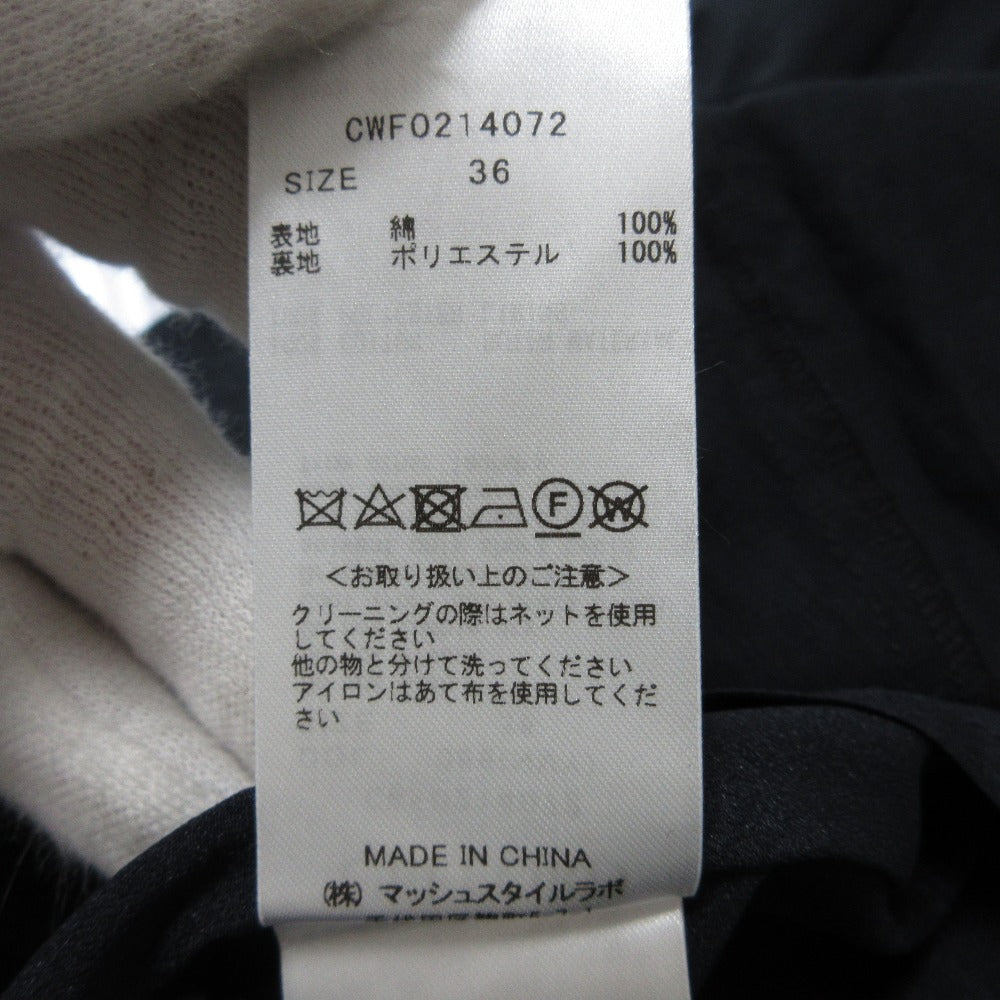 CWF0214072
SIZE 36
表地 綿 100%
裏地 ポリエステル 100%
F W
<お取り扱い上のご注意>
クリーニングの際はネットを使用
してください
他の物と分けて洗ってください
アイロンはあて布を使用してくだ
さい
MADE IN CHINA
(株) マッシュスタイルラボ